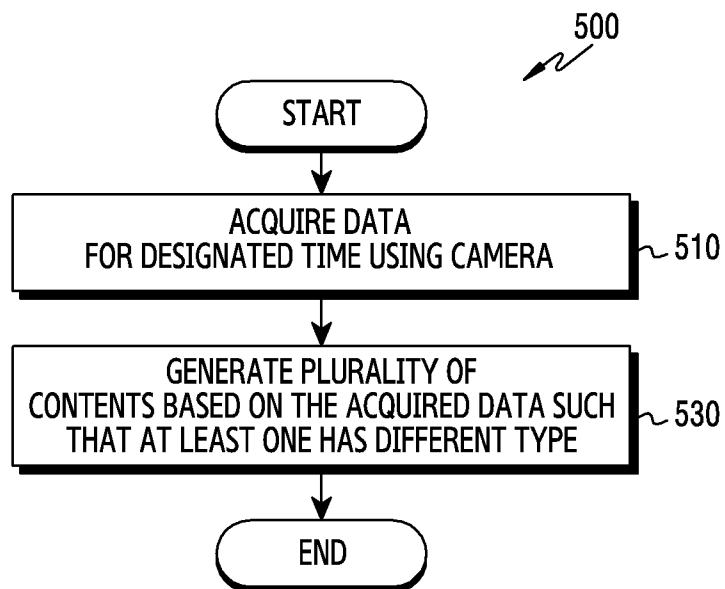 500
START
ACQUIRE DATA
FOR DESIGNATED TIME USING CAMERA
510
GENERATE PLURALITY OF
CONTENTS BASED ON THE ACQUIRED DATA SUCH
THAT AT LEAST ONE HAS DIFFERENT TYPE
530
END